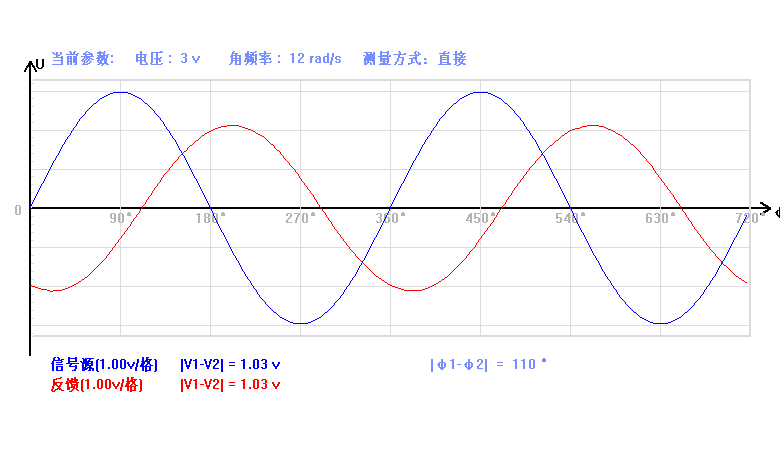 当前参数: 电压: 3 v 角频率: 12 rad/s 测量方式: 直接
U
0 90° 180° 270° 360° 450° 540° 630° 720°
信号源(1.00v/格) |V1-V2| = 1.03 v |ф1-ф2| = 110 °
反馈(1.00v/格) |V1-V2| = 1.03 v